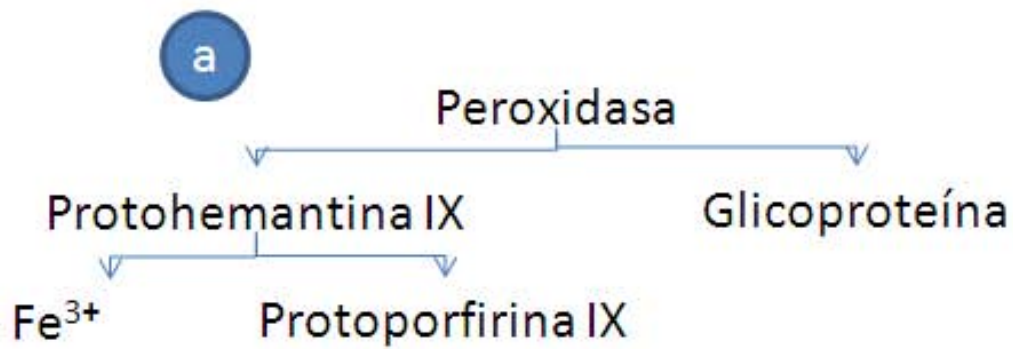 a
Peroxidasa
Protohemantina IX Glicoproteína
Fe³⁺ Protoporfirina IX